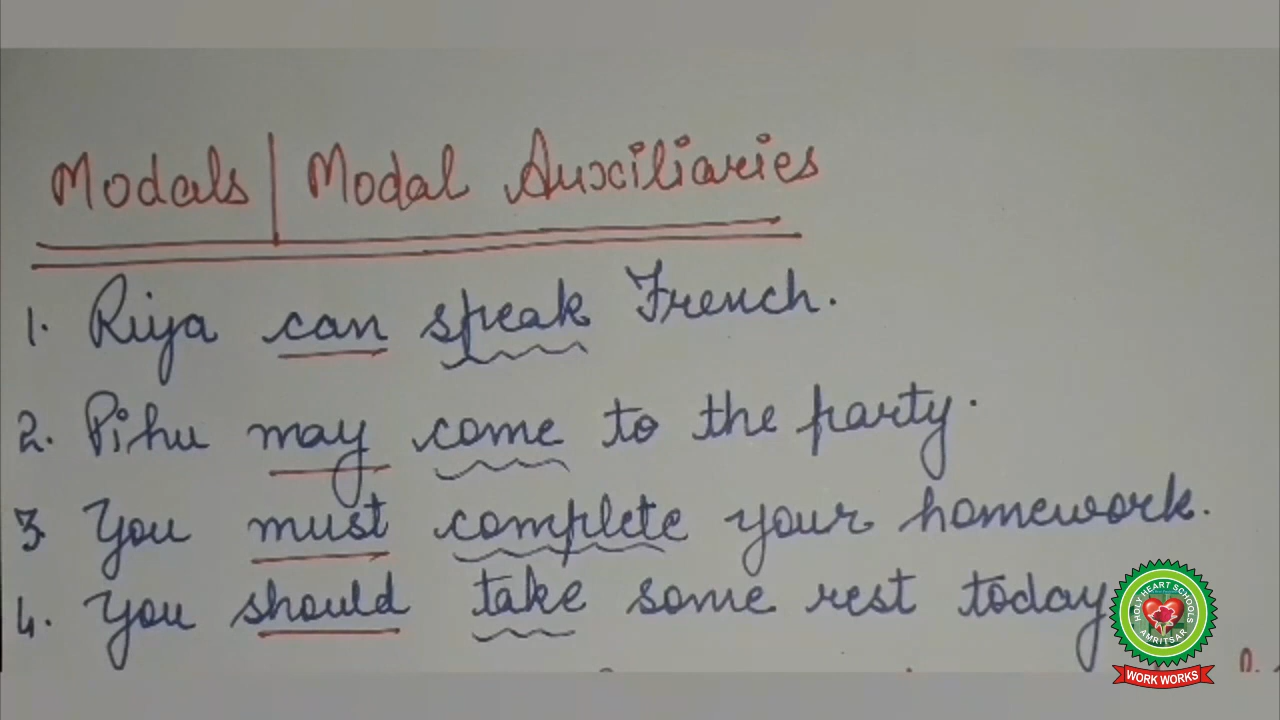 Modals | Modal Auxiliaries
1. Riya can speak French.
2. Pihu may come to the party.
3 You must complete your homework.
4. You should take some rest today
HOLY HEART SCHOOLS
AMRITSAR
WORK WORKS